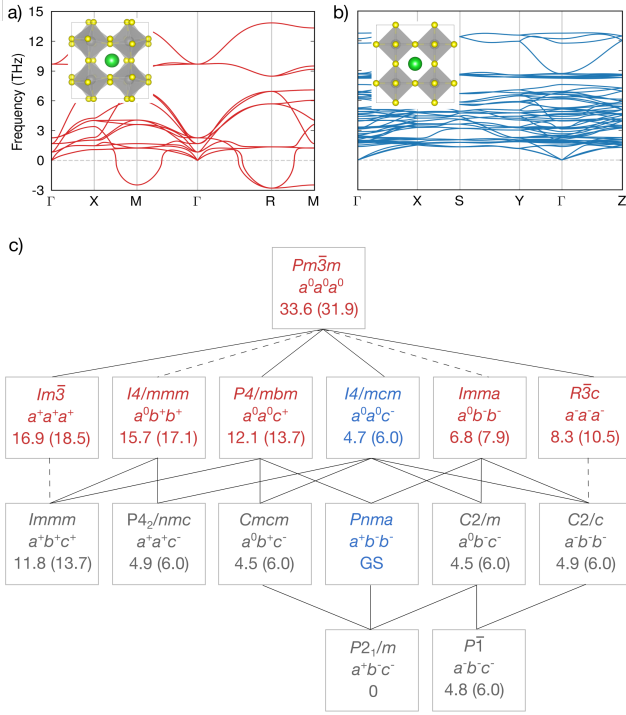 a)
b)
Frequency (THz)
15
12
9
6
3
0
-3
Γ X M Γ R M
Γ X S Y Γ Z
c)
Pm3̅m
a⁰a⁰a⁰
33.6 (31.9)
Im3̅
a⁺a⁺a⁺
16.9 (18.5)
I4/mmm
a⁰b⁺b⁺
15.7 (17.1)
P4/mbm
a⁰a⁰c⁺
12.1 (13.7)
I4/mcm
a⁰a⁰c⁻
4.7 (6.0)
Imma
a⁰b⁻b⁻
6.8 (7.9)
R3̅c
a⁻a⁻a⁻
8.3 (10.5)
Immm
a⁺b⁺c⁺
11.8 (13.7)
P4₂/nmc
a⁺a⁺c⁻
4.9 (6.0)
Cmcm
a⁰b⁺c⁻
4.5 (6.0)
Pnma
a⁺b⁻b⁻
GS
C2/m
a⁰b⁻c⁻
4.5 (6.0)
C2/c
a⁻b⁻b⁻
4.9 (6.0)
P2₁/m
a⁺b⁻c⁻
0
P1̅
a⁻b⁻c⁻
4.8 (6.0)